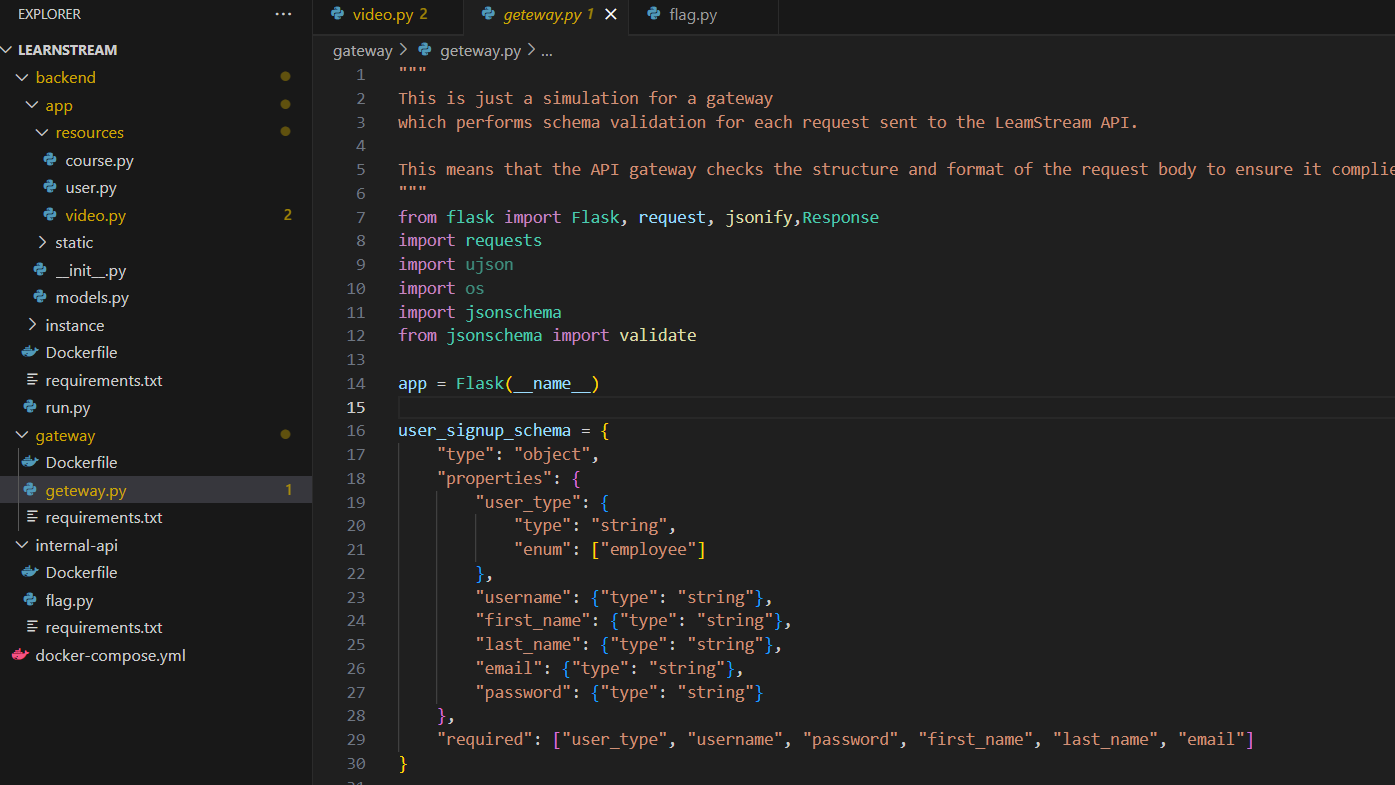 EXPLORER ···
LEARNSTREAM
backend
app
resources
course.py
user.py
video.py 2
static
__init__.py
models.py
instance
Dockerfile
requirements.txt
run.py
gateway
Dockerfile
geteway.py 1
requirements.txt
internal-api
Dockerfile
flag.py
requirements.txt
docker-compose.yml
video.py 2 geteway.py 1 flag.py
gateway > geteway.py > ...
1 """
2 This is just a simulation for a gateway
3 which performs schema validation for each request sent to the LeamStream API.
4
5 This means that the API gateway checks the structure and format of the request body to ensure it complie
6 """
7 from flask import Flask, request, jsonify,Response
8 import requests
9 import ujson
10 import os
11 import jsonschema
12 from jsonschema import validate
13
14 app = Flask(__name__)
15
16 user_signup_schema = {
17 "type": "object",
18 "properties": {
19 "user_type": {
20 "type": "string",
21 "enum": ["employee"]
22 },
23 "username": {"type": "string"},
24 "first_name": {"type": "string"},
25 "last_name": {"type": "string"},
26 "email": {"type": "string"},
27 "password": {"type": "string"}
28 },
29 "required": ["user_type", "username", "password", "first_name", "last_name", "email"]
30 }
31